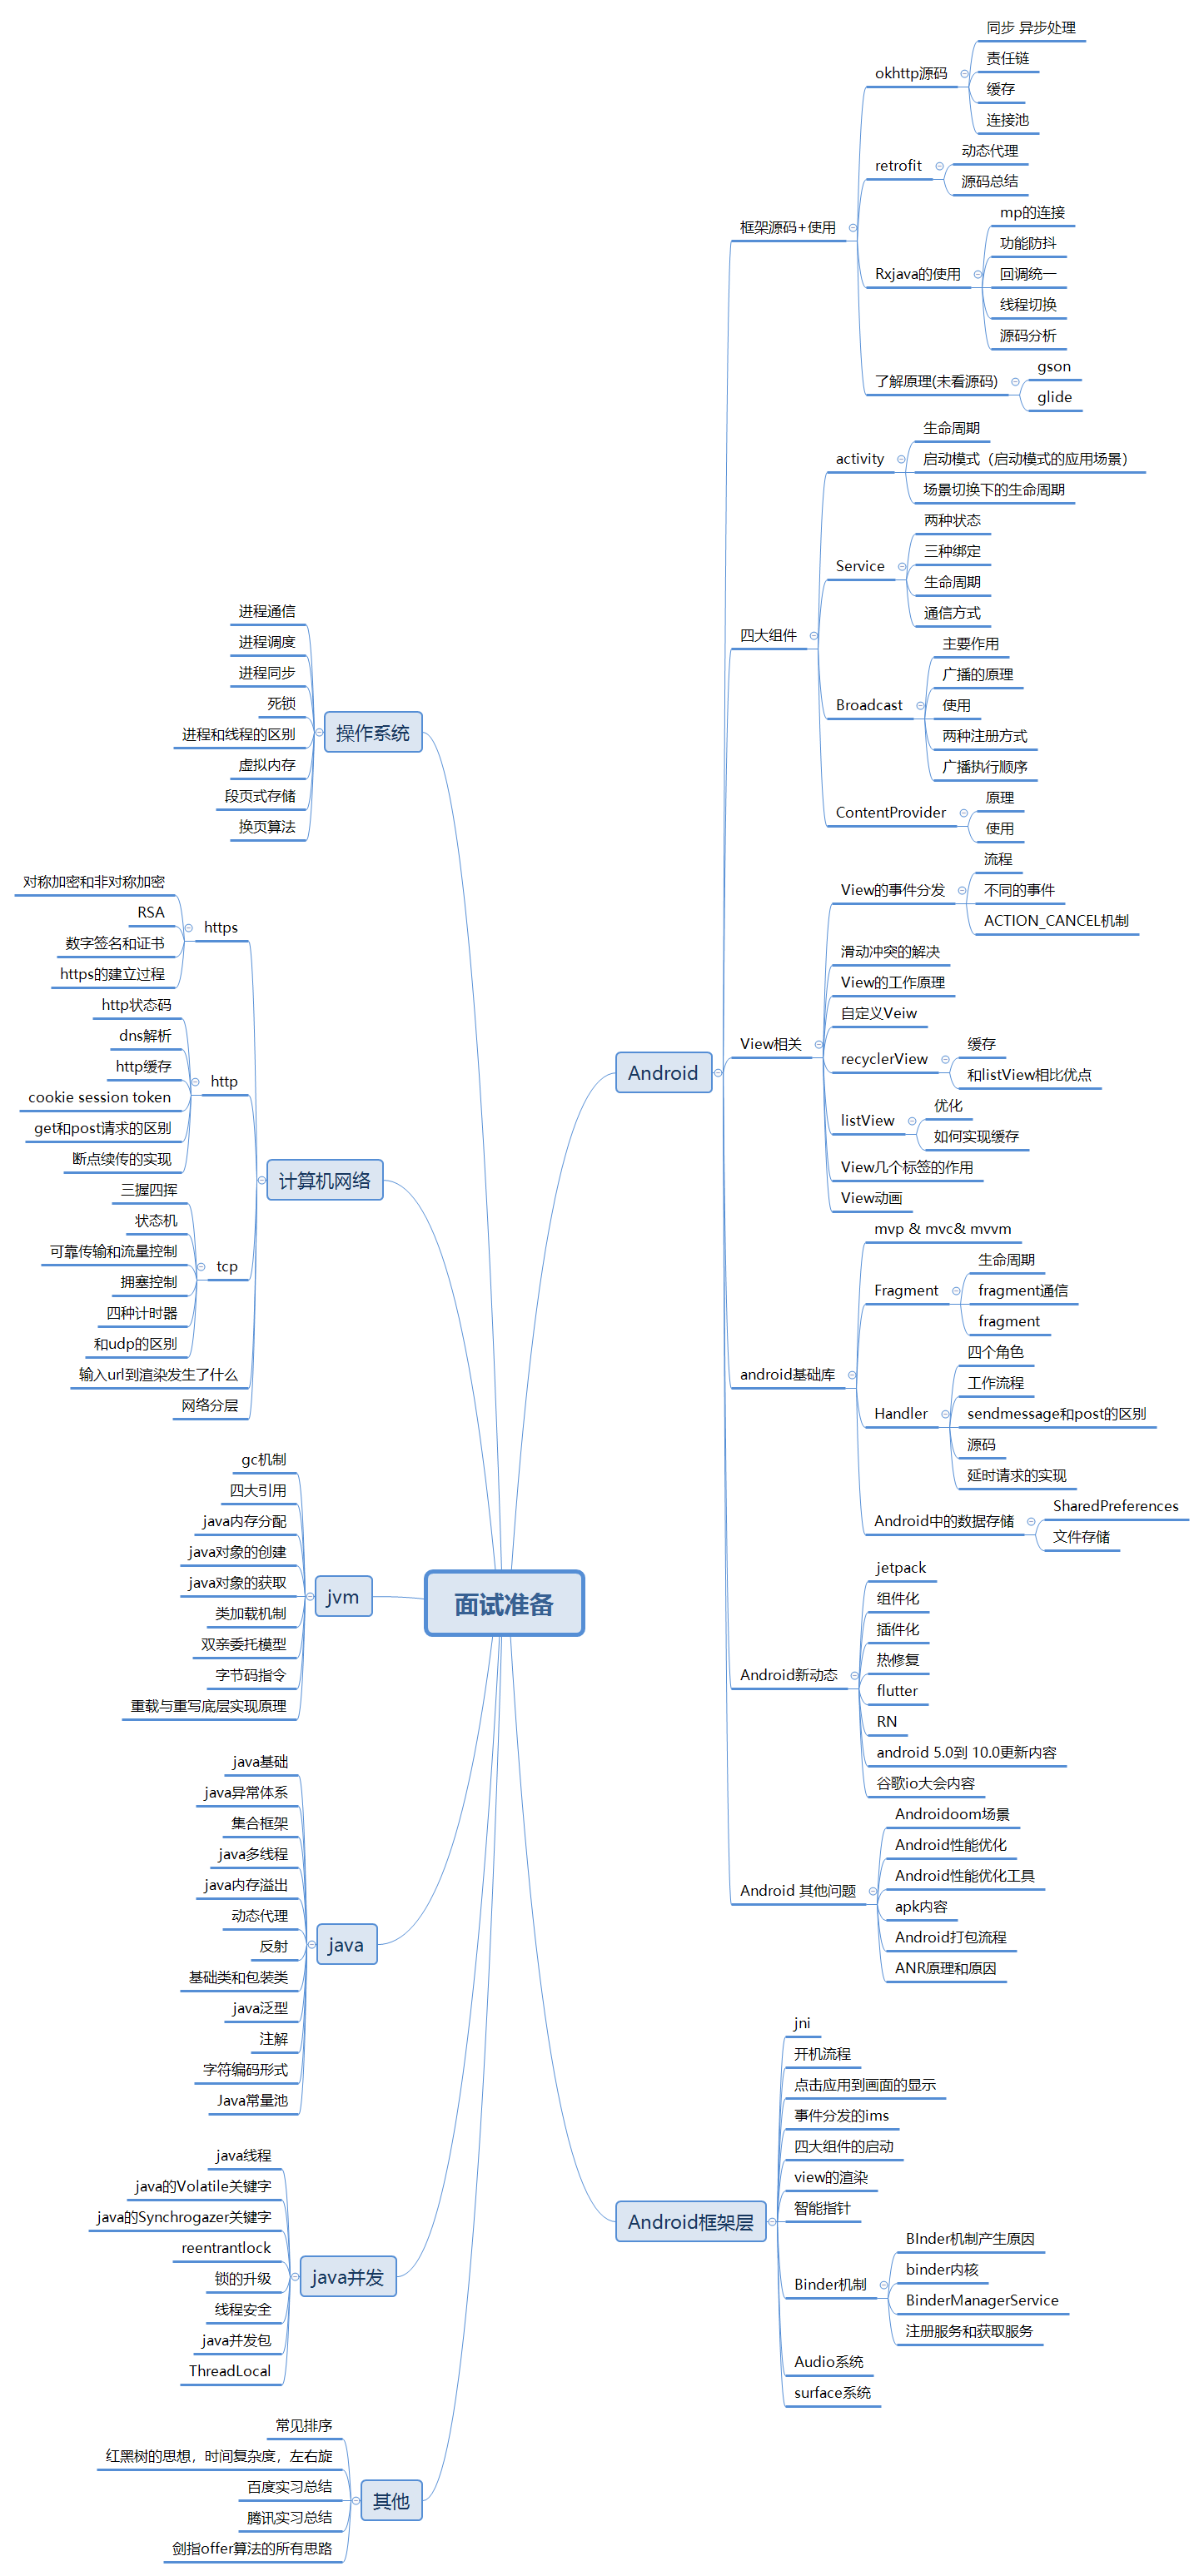 面试准备
Android
框架源码+使用
okhttp源码
同步 异步处理
责任链
缓存
连接池
retrofit
动态代理
源码总结
Rxjava的使用
mp的连接
功能防抖
回调统一
线程切换
源码分析
了解原理(未看源码)
gson
glide
四大组件
activity
生命周期
启动模式（启动模式的应用场景）
场景切换下的生命周期
Service
两种状态
三种绑定
生命周期
通信方式
Broadcast
主要作用
广播的原理
使用
两种注册方式
广播执行顺序
ContentProvider
原理
使用
View相关
View的事件分发
流程
不同的事件
ACTION_CANCEL机制
滑动冲突的解决
View的工作原理
自定义Veiw
recyclerView
缓存
和listView相比优点
listView
优化
如何实现缓存
View几个标签的作用
View动画
android基础库
mvp & mvc& mvvm
Fragment
生命周期
fragment通信
fragment
Handler
四个角色
工作流程
sendmessage和post的区别
源码
延时请求的实现
Android中的数据存储
SharedPreferences
文件存储
Android新动态
jetpack
组件化
插件化
热修复
flutter
RN
android 5.0到 10.0更新内容
谷歌io大会内容
Android 其他问题
Androidoom场景
Android性能优化
Android性能优化工具
apk内容
Android打包流程
ANR原理和原因
Android框架层
jni
开机流程
点击应用到画面的显示
事件分发的ims
四大组件的启动
view的渲染
智能指针
Binder机制
BInder机制产生原因
binder内核
BinderManagerService
注册服务和获取服务
Audio系统
surface系统
操作系统
进程通信
进程调度
进程同步
死锁
进程和线程的区别
虚拟内存
段页式存储
换页算法
计算机网络
https
对称加密和非对称加密
RSA
数字签名和证书
https的建立过程
http
http状态码
dns解析
http缓存
cookie session token
get和post请求的区别
断点续传的实现
tcp
三握四挥
状态机
可靠传输和流量控制
拥塞控制
四种计时器
和udp的区别
输入url到渲染发生了什么
网络分层
jvm
gc机制
四大引用
java内存分配
java对象的创建
java对象的获取
类加载机制
双亲委托模型
字节码指令
重载与重写底层实现原理
java
java基础
java异常体系
集合框架
java多线程
java内存溢出
动态代理
反射
基础类和包装类
java泛型
注解
字符编码形式
Java常量池
java并发
java线程
java的Volatile关键字
java的Synchrogazer关键字
reentrantlock
锁的升级
线程安全
java并发包
ThreadLocal
其他
常见排序
红黑树的思想，时间复杂度，左右旋
百度实习总结
腾讯实习总结
剑指offer算法的所有思路